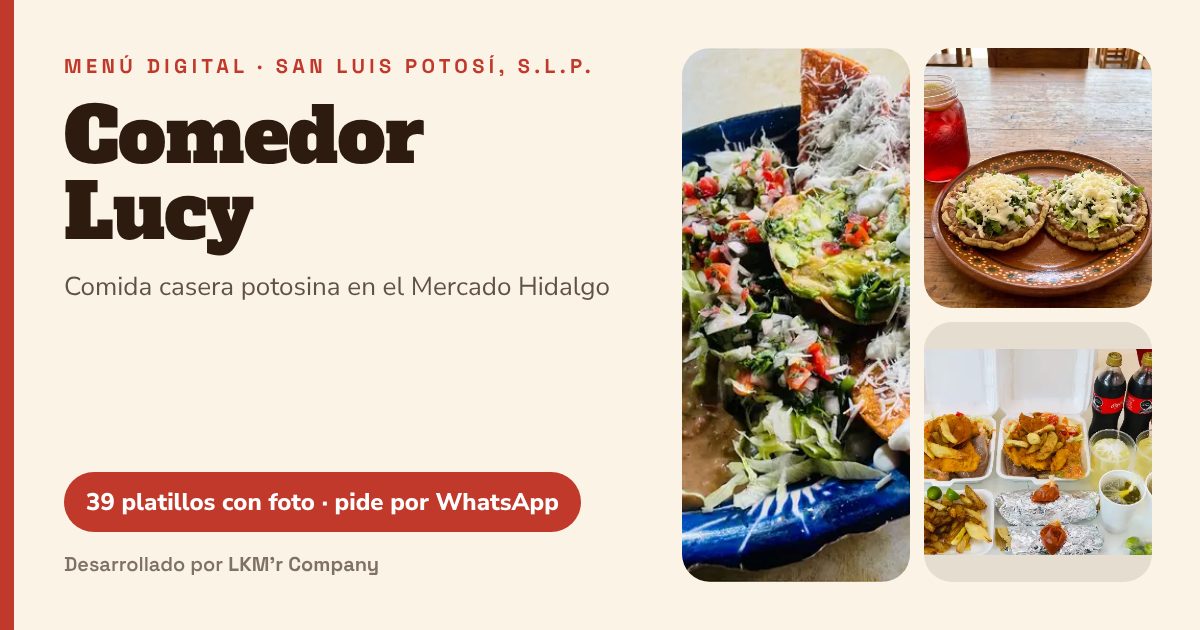 MENÚ DIGITAL · SAN LUIS POTOSÍ, S.L.P.
Comedor
Lucy
Comida casera potosina en el Mercado Hidalgo
39 platillos con foto · pide por WhatsApp
Desarrollado por LKM'r Company